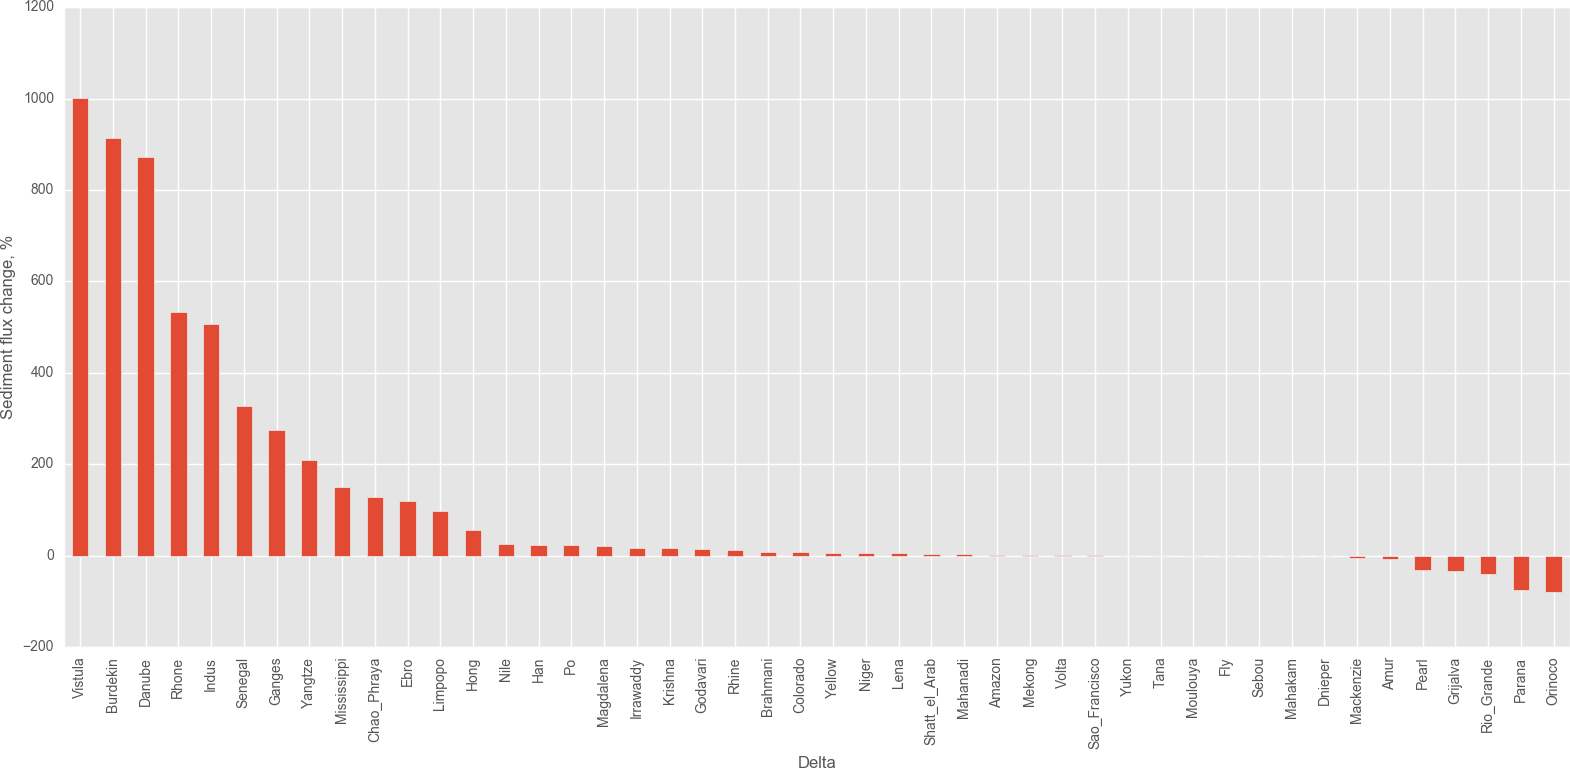 1200
1000
800
600
400
200
0
−200
Sediment flux change, %
Vistula
Burdekin
Danube
Rhone
Indus
Senegal
Ganges
Yangtze
Mississippi
Chao_Phraya
Ebro
Limpopo
Hong
Nile
Han
Po
Magdalena
Irrawaddy
Krishna
Godavari
Rhine
Brahmani
Colorado
Yellow
Niger
Lena
Shatt_el_Arab
Mahanadi
Amazon
Mekong
Volta
Sao_Francisco
Yukon
Tana
Moulouya
Fly
Sebou
Mahakam
Dnieper
Mackenzie
Amur
Pearl
Grijalva
Rio_Grande
Parana
Orinoco
Delta